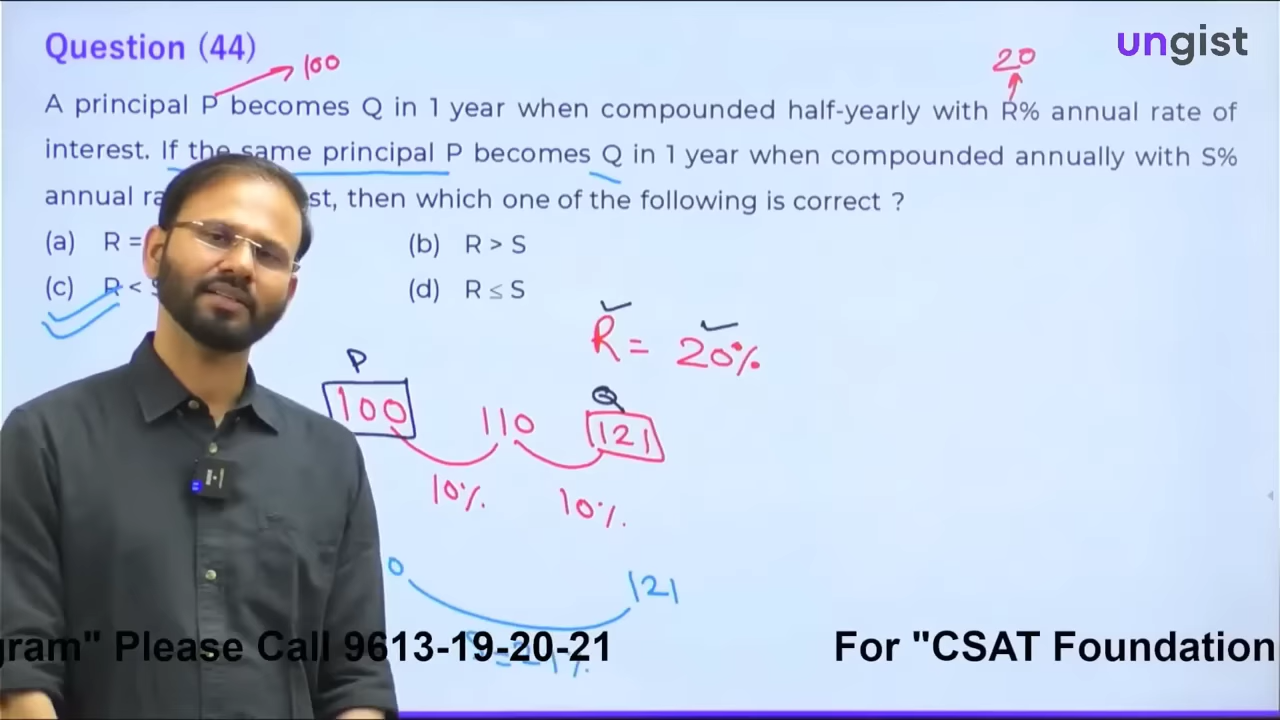 Question (44)
ungist
100
20
A principal P becomes Q in 1 year when compounded half-yearly with R% annual rate of
interest. If the same principal P becomes Q in 1 year when compounded annually with S%
annual st, then which one of the following is correct ?
(a) R =
(b) R > S
(c) R <
(d) R ≤ S
R = 20%
P
Q
100 110 121
10% 10%
0 121
gram" Please Call 9613-19-20-21 For "CSAT Foundation